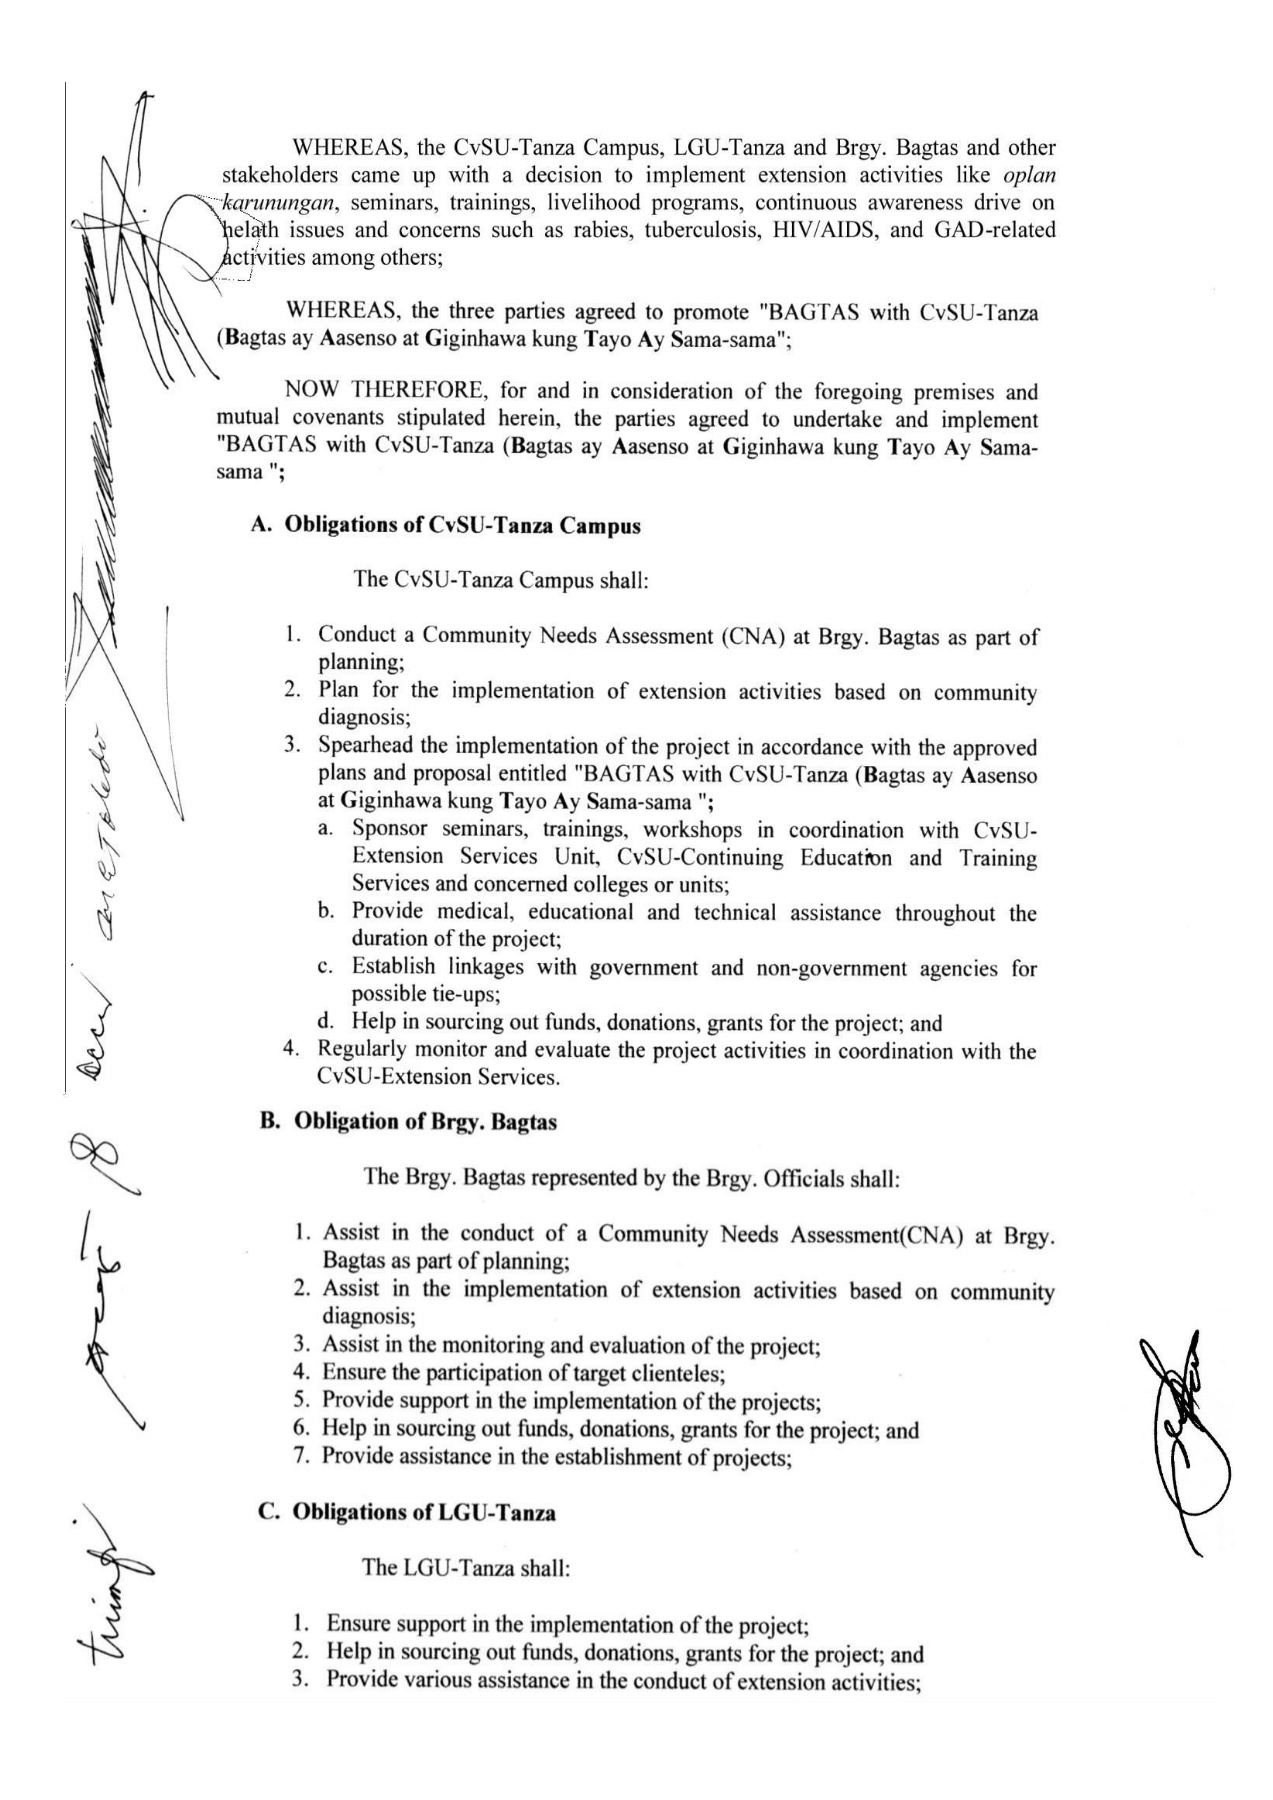 WHEREAS, the CvSU-Tanza Campus, LGU-Tanza and Brgy. Bagtas and other
stakeholders came up with a decision to implement extension activities like oplan
karunungan, seminars, trainings, livelihood programs, continuous awareness drive on
helath issues and concerns such as rabies, tuberculosis, HIV/AIDS, and GAD-related
activities among others;
WHEREAS, the three parties agreed to promote "BAGTAS with CvSU-Tanza
(Bagtas ay Aasenso at Giginhawa kung Tayo Ay Sama-sama";
NOW THEREFORE, for and in consideration of the foregoing premises and
mutual covenants stipulated herein, the parties agreed to undertake and implement
"BAGTAS with CvSU-Tanza (Bagtas ay Aasenso at Giginhawa kung Tayo Ay Sama-
sama ";
A. Obligations of CvSU-Tanza Campus
The CvSU-Tanza Campus shall:
1. Conduct a Community Needs Assessment (CNA) at Brgy. Bagtas as part of
planning;
2. Plan for the implementation of extension activities based on community
diagnosis;
3. Spearhead the implementation of the project in accordance with the approved
plans and proposal entitled "BAGTAS with CvSU-Tanza (Bagtas ay Aasenso
at Giginhawa kung Tayo Ay Sama-sama ";
a. Sponsor seminars, trainings, workshops in coordination with CvSU-
Extension Services Unit, CvSU-Continuing Education and Training
Services and concerned colleges or units;
b. Provide medical, educational and technical assistance throughout the
duration of the project;
c. Establish linkages with government and non-government agencies for
possible tie-ups;
d. Help in sourcing out funds, donations, grants for the project; and
4. Regularly monitor and evaluate the project activities in coordination with the
CvSU-Extension Services.
B. Obligation of Brgy. Bagtas
The Brgy. Bagtas represented by the Brgy. Officials shall:
1. Assist in the conduct of a Community Needs Assessment(CNA) at Brgy.
Bagtas as part of planning;
2. Assist in the implementation of extension activities based on community
diagnosis;
3. Assist in the monitoring and evaluation of the project;
4. Ensure the participation of target clienteles;
5. Provide support in the implementation of the projects;
6. Help in sourcing out funds, donations, grants for the project; and
7. Provide assistance in the establishment of projects;
C. Obligations of LGU-Tanza
The LGU-Tanza shall:
1. Ensure support in the implementation of the project;
2. Help in sourcing out funds, donations, grants for the project; and
3. Provide various assistance in the conduct of extension activities;